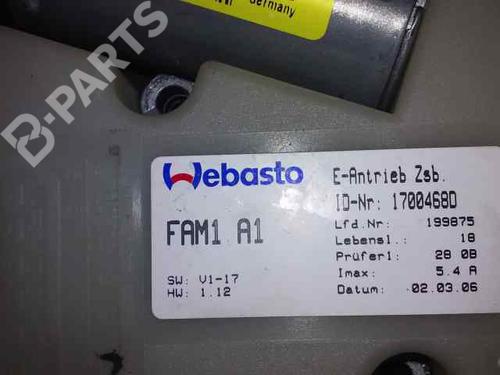 Germany
B-PARTS
Webasto
E-Antrieb Zsb.
ID-Nr: 1700468D
FAM1 A1
Lfd.Nr: 199875
Lebensl.: 18
Prüfer1: 28 0B
SW: V1-17
Imax: 5.4 A
HW: 1.12
Datum: 02.03.06